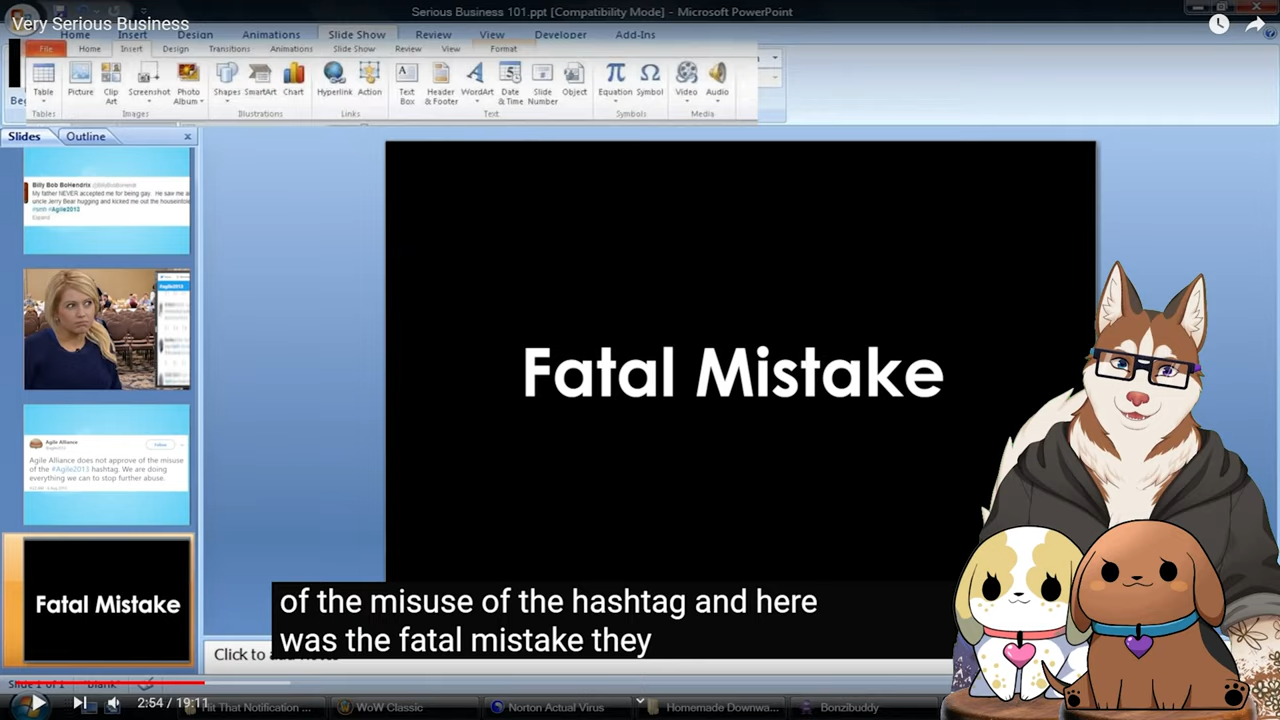 Very Serious Business
Serious Business 101.ppt [Compatibility Mode] - Microsoft PowerPoint
Home Insert Design Animations Slide Show Review View Developer Add-Ins
File Home Insert Design Transitions Animations Slide Show Review View Format
Table Picture Clip Art Screenshot Photo Album Shapes SmartArt Chart Hyperlink Action Text Box Header & Footer WordArt Date & Time Slide Number Object Equation Symbol Video Audio
Tables Images Illustrations Links Text Symbols Media
Slides Outline
Billy Bob BoHendrix
My father NEVER accepted me for being gay. He saw me a
uncle Jerry Bear hugging and kicked me out the
#smh #Agile2013
Expand
#agile2013
Agile Alliance
Follow
Agile Alliance does not approve of the misuse
of the #Agile2013 hashtag. We are doing
everything we can to stop further abuse.
Fatal Mistake
Fatal Mistake
of the misuse of the hashtag and here
was the fatal mistake they
Click to add notes
Slide 1 of 1 "blank"
2:54 / 19:11
Hit That Notification ... WoW Classic Norton Actual Virus Homemade Downwa... Bonzibuddy